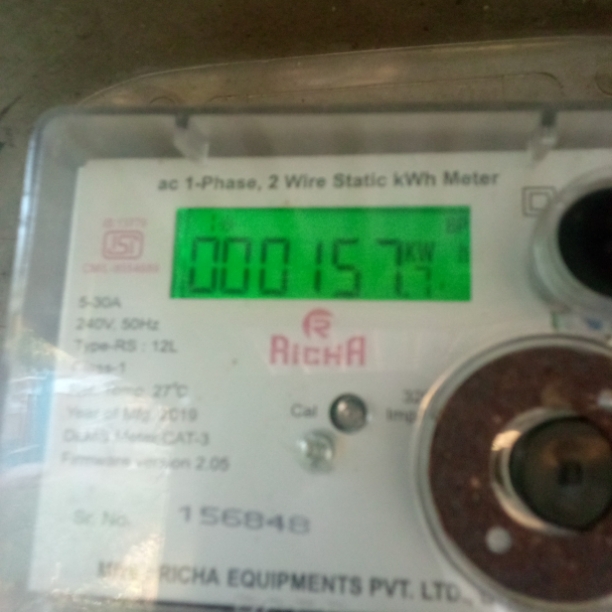 ac 1-Phase, 2 Wire Static kWh Meter
000157.7 KW h
5-30A
240V, 50Hz
Type-RS : 12L
RICHA
27°C
Cal
Year of Mfg. 2019
DLMS Meter CAT-3
Firmware version 2.05
Sr. No. 156848
RICHA EQUIPMENTS PVT. LTD.